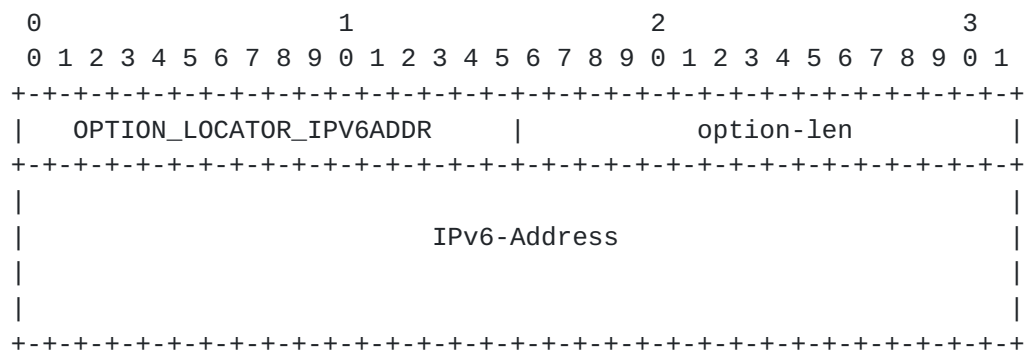 0                   1                   2                   3
 0 1 2 3 4 5 6 7 8 9 0 1 2 3 4 5 6 7 8 9 0 1 2 3 4 5 6 7 8 9 0 1
+-+-+-+-+-+-+-+-+-+-+-+-+-+-+-+-+-+-+-+-+-+-+-+-+-+-+-+-+-+-+-+-+
|   OPTION_LOCATOR_IPV6ADDR     |           option-len          |
+-+-+-+-+-+-+-+-+-+-+-+-+-+-+-+-+-+-+-+-+-+-+-+-+-+-+-+-+-+-+-+-+
|                                                               |
|                          IPv6-Address                         |
|                                                               |
|                                                               |
+-+-+-+-+-+-+-+-+-+-+-+-+-+-+-+-+-+-+-+-+-+-+-+-+-+-+-+-+-+-+-+-+